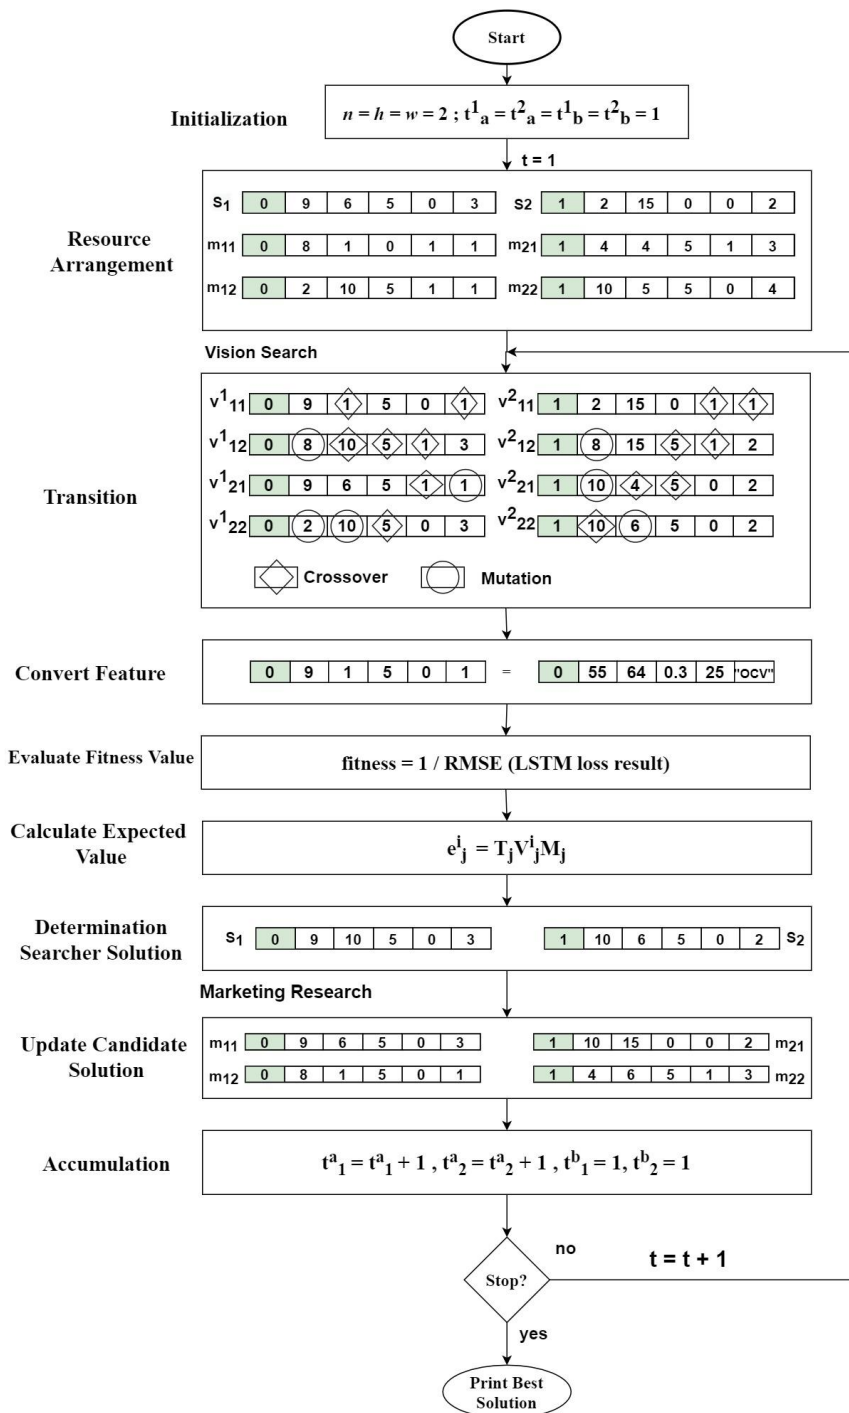 Start
Initialization
n = h = w = 2 ; t¹ₐ = t²ₐ = t¹_b = t²_b = 1
t = 1
Resource
Arrangement
S₁ 0 9 6 5 0 3 S2 1 2 15 0 0 2
m₁₁ 0 8 1 0 1 1 m₂₁ 1 4 4 5 1 3
m₁₂ 0 2 10 5 1 1 m₂₂ 1 10 5 5 0 4
Vision Search
Transition
v¹₁₁ 0 9 1 5 0 1 v²₁₁ 1 2 15 0 1 1
v¹₁₂ 0 8 10 5 1 3 v²₁₂ 1 8 15 5 1 2
v¹₂₁ 0 9 6 5 1 1 v²₂₁ 1 10 4 5 0 2
v¹₂₂ 0 2 10 5 0 3 v²₂₂ 1 10 6 5 0 2
Crossover Mutation
Convert Feature
0 9 1 5 0 1 = 0 55 64 0.3 25 "OCV"
Evaluate Fitness Value
fitness = 1 / RMSE (LSTM loss result)
Calculate Expected
Value
eⁱⱼ = TⱼVⁱⱼMⱼ
Determination
Searcher Solution
S₁ 0 9 10 5 0 3 1 10 6 5 0 2 S₂
Marketing Research
Update Candidate
Solution
m₁₁ 0 9 6 5 0 3 1 10 15 0 0 2 m₂₁
m₁₂ 0 8 1 5 0 1 1 4 6 5 1 3 m₂₂
Accumulation
tᵃ₁ = tᵃ₁ + 1 , tᵃ₂ = tᵃ₂ + 1 , tᵇ₁ = 1, tᵇ₂ = 1
Stop?
no
t = t + 1
yes
Print Best
Solution